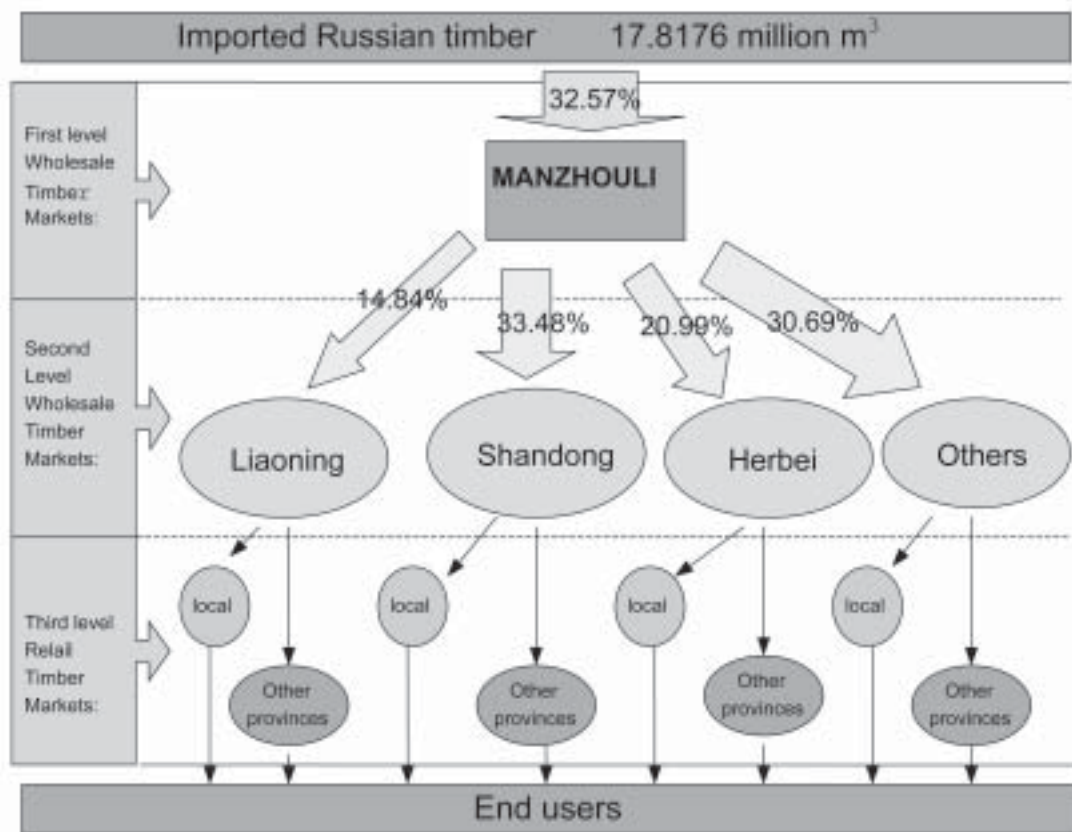 Imported Russian timber 17.8176 million m³
32.57%
First level
Wholesale
Timber
Markets:
MANZHOULI
14.84%
33.48%
20.99%
30.69%
Second
Level
Wholesale
Timber
Markets:
Liaoning
Shandong
Herbei
Others
Third level
Relail
Timber
Markets:
local
local
local
local
Other
provinces
Other
provinces
Other
provinces
Other
provinces
End users